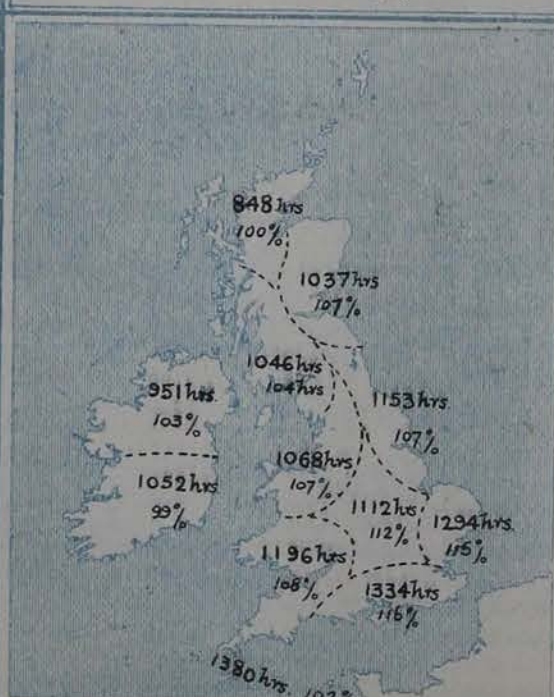 848 hrs
100%
1037 hrs
107%
1046 hrs
104 hrs
951 hrs.
103%
1153 hrs.
107%
1068 hrs
107%
1052 hrs
99%
1112 hrs
112%
1294 hrs.
115%
1196 hrs
108%
1334 hrs
116%
1380 hrs.